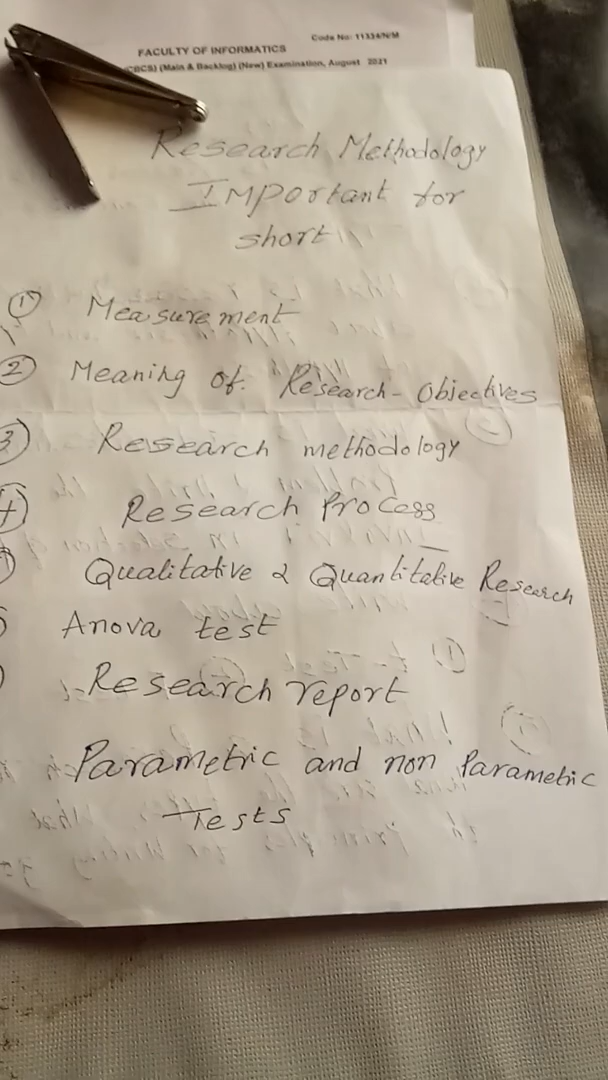 Code No: 11334/N/M
FACULTY OF INFORMATICS
(CBCS) (Main & Backlog) (New) Examination, August 2021
Research Methodology
Important for
short
① Measurement
② Meaning of Research - Objectives
3 Research methodology
Research Process
Qualitative & Quantitative Research
Anova test
Research report
Parametric and non Parametric
Tests